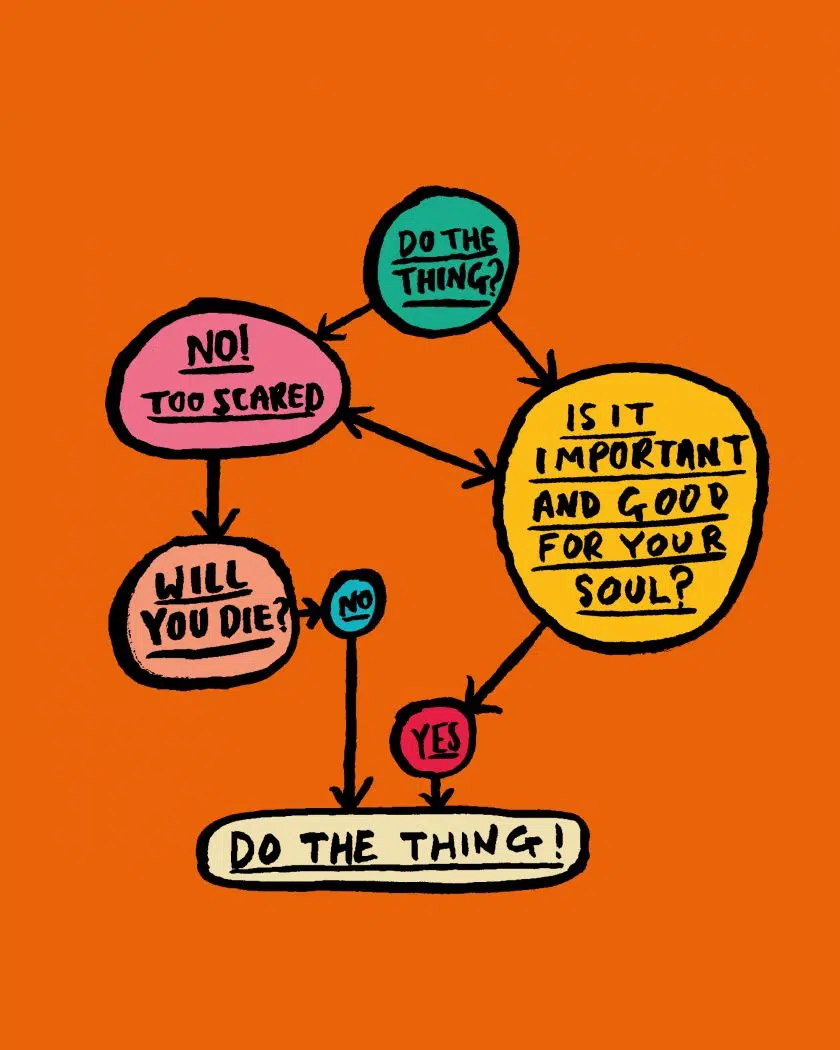 DO THE
THING?
NO!
TOO SCARED
IS IT
IMPORTANT
AND GOOD
FOR YOUR
SOUL?
WILL
YOU DIE?
NO
YES
DO THE THING!